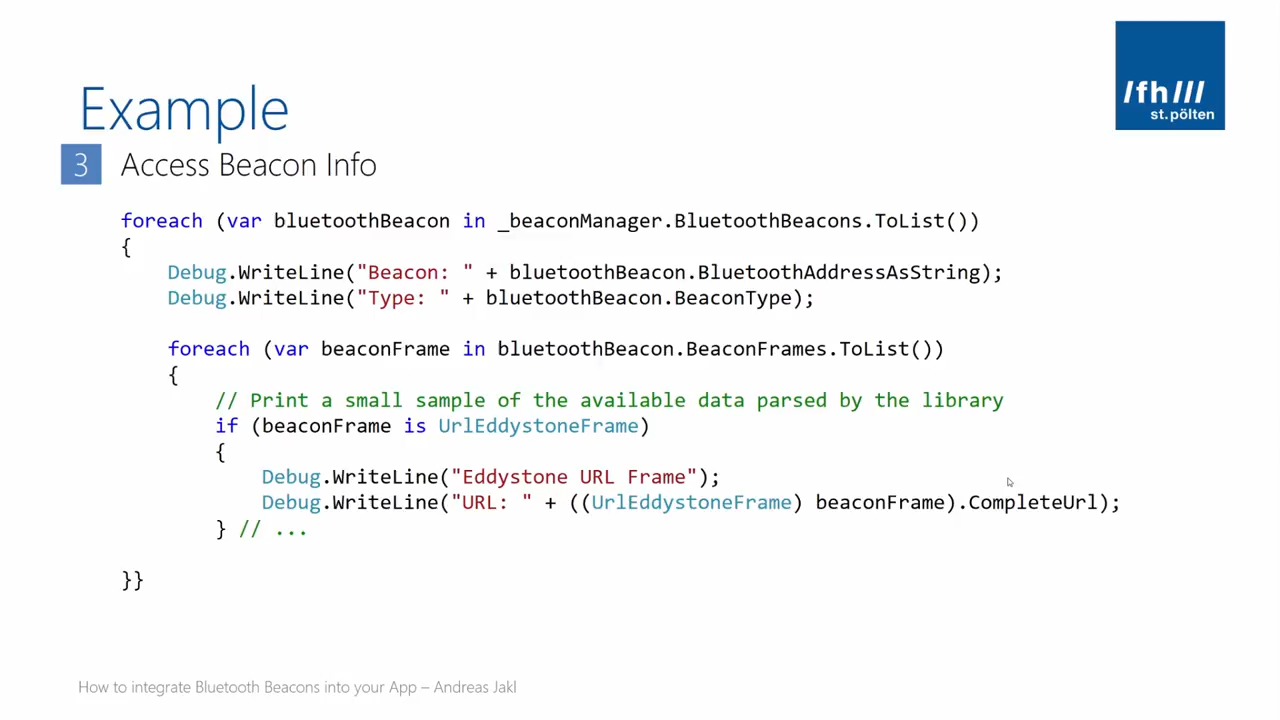 /fh///
st.pölten
Example
3 Access Beacon Info
foreach (var bluetoothBeacon in _beaconManager.BluetoothBeacons.ToList())
{
Debug.WriteLine("Beacon: " + bluetoothBeacon.BluetoothAddressAsString);
Debug.WriteLine("Type: " + bluetoothBeacon.BeaconType);
foreach (var beaconFrame in bluetoothBeacon.BeaconFrames.ToList())
{
// Print a small sample of the available data parsed by the library
if (beaconFrame is UrlEddystoneFrame)
{
Debug.WriteLine("Eddystone URL Frame");
Debug.WriteLine("URL: " + ((UrlEddystoneFrame) beaconFrame).CompleteUrl);
} // ...
}}
How to integrate Bluetooth Beacons into your App – Andreas Jakl